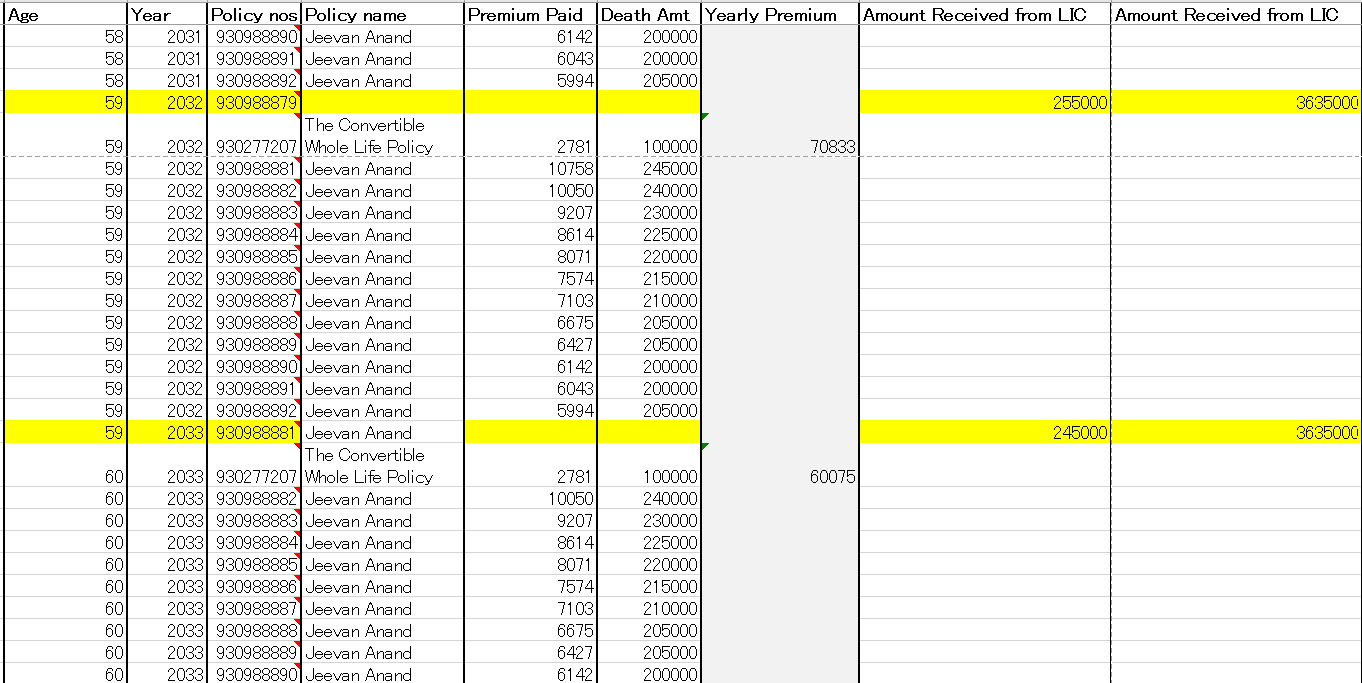 Age Year Policy nos Policy name Premium Paid Death Amt Yearly Premium Amount Received from LIC Amount Received from LIC
58 2031 930988890 Jeevan Anand 6142 200000
58 2031 930988891 Jeevan Anand 6043 200000
58 2031 930988892 Jeevan Anand 5994 205000
59 2032 930988879 255000 3635000
The Convertible
59 2032 930277207 Whole Life Policy 2781 100000 70833
59 2032 930988881 Jeevan Anand 10758 245000
59 2032 930988882 Jeevan Anand 10050 240000
59 2032 930988883 Jeevan Anand 9207 230000
59 2032 930988884 Jeevan Anand 8614 225000
59 2032 930988885 Jeevan Anand 8071 220000
59 2032 930988886 Jeevan Anand 7574 215000
59 2032 930988887 Jeevan Anand 7103 210000
59 2032 930988888 Jeevan Anand 6675 205000
59 2032 930988889 Jeevan Anand 6427 205000
59 2032 930988890 Jeevan Anand 6142 200000
59 2032 930988891 Jeevan Anand 6043 200000
59 2032 930988892 Jeevan Anand 5994 205000
59 2033 930988881 Jeevan Anand 245000 3635000
The Convertible
60 2033 930277207 Whole Life Policy 2781 100000 60075
60 2033 930988882 Jeevan Anand 10050 240000
60 2033 930988883 Jeevan Anand 9207 230000
60 2033 930988884 Jeevan Anand 8614 225000
60 2033 930988885 Jeevan Anand 8071 220000
60 2033 930988886 Jeevan Anand 7574 215000
60 2033 930988887 Jeevan Anand 7103 210000
60 2033 930988888 Jeevan Anand 6675 205000
60 2033 930988889 Jeevan Anand 6427 205000
60 2033 930988890 Jeevan Anand 6142 200000